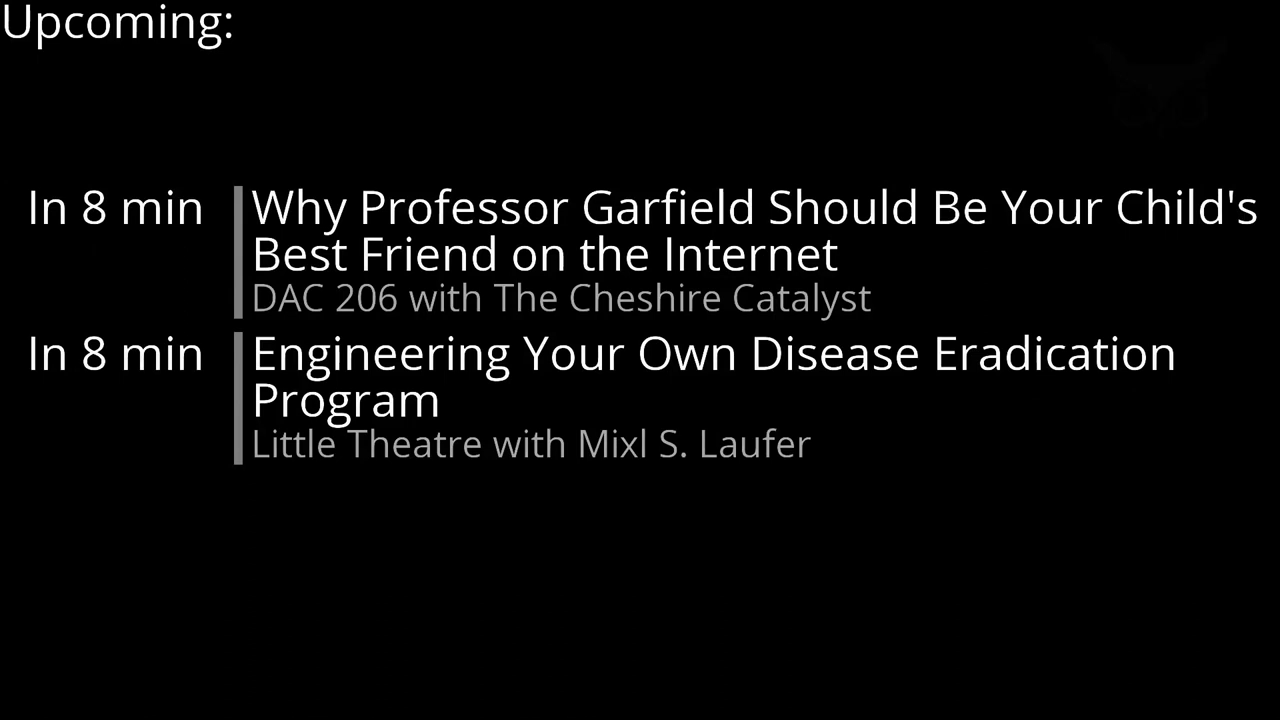 Upcoming:
In 8 min
Why Professor Garfield Should Be Your Child's
Best Friend on the Internet
DAC 206 with The Cheshire Catalyst
In 8 min
Engineering Your Own Disease Eradication
Program
Little Theatre with Mixl S. Laufer